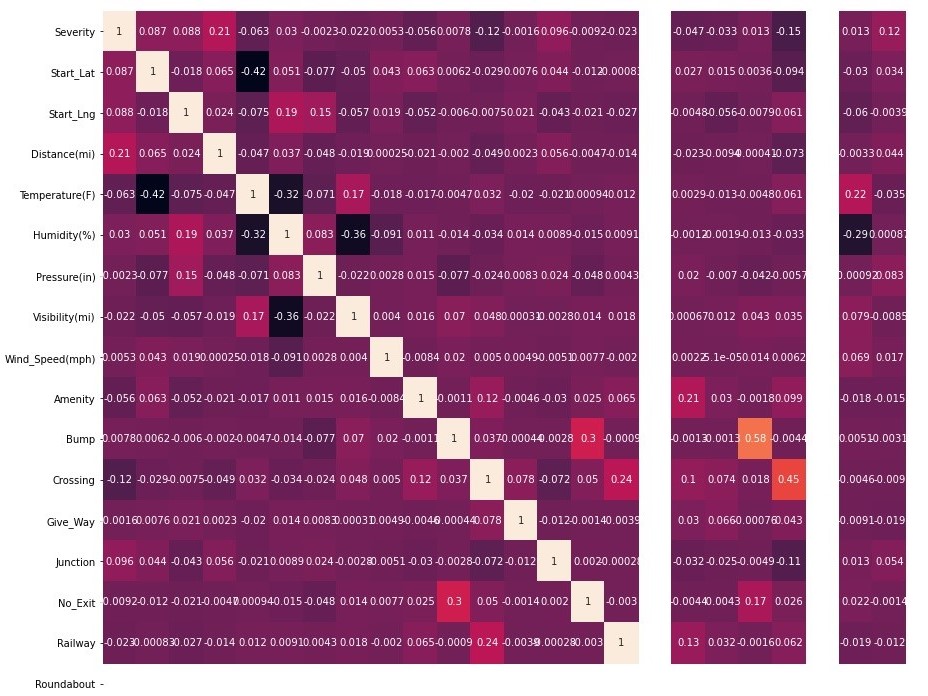 Severity 1 0.087 0.088 0.21 -0.063 0.03 -0.0023 -0.022 0.0053 -0.056 0.0078 -0.12 -0.0016 0.096 -0.0092 -0.023 -0.047 -0.033 0.013 -0.15 0.013 0.12
Start_Lat 0.087 1 -0.018 0.065 -0.42 0.051 -0.077 -0.05 0.043 0.063 0.0062 -0.029 0.0076 0.044 -0.012 -0.00083 0.027 0.015 0.0036 -0.094 -0.03 0.034
Start_Lng 0.088 -0.018 1 0.024 -0.075 0.19 0.15 -0.057 0.019 -0.052 -0.006 -0.0075 0.021 -0.043 -0.021 -0.027 -0.0048 -0.056 -0.0079 0.061 -0.06 -0.0039
Distance(mi) 0.21 0.065 0.024 1 -0.047 0.037 -0.048 -0.019 0.00025 -0.021 -0.002 -0.049 0.0023 0.056 -0.0047 -0.014 -0.023 -0.0094 -0.00041 -0.073 -0.0033 0.044
Temperature(F) -0.063 -0.42 -0.075 -0.047 1 -0.32 -0.071 0.17 -0.018 -0.017 -0.0047 0.032 -0.02 -0.021 0.00094 0.012 0.0029 -0.013 -0.0048 0.061 0.22 -0.035
Humidity(%) 0.03 0.051 0.19 0.037 -0.32 1 0.083 -0.36 -0.091 0.011 -0.014 -0.034 0.014 0.0089 -0.015 0.0091 -0.0012 -0.0019 -0.013 -0.033 -0.29 0.00087
Pressure(in) -0.0023 -0.077 0.15 -0.048 -0.071 0.083 1 -0.022 0.0028 0.015 -0.077 -0.024 0.0083 0.024 -0.048 0.0043 0.02 -0.007 -0.042 -0.0057 0.00092 0.083
Visibility(mi) -0.022 -0.05 -0.057 -0.019 0.17 -0.36 -0.022 1 0.004 0.016 0.07 0.048 0.00031 -0.0028 0.014 0.018 0.00067 0.012 0.043 0.035 0.079 -0.0085
Wind_Speed(mph) 0.0053 0.043 0.019 0.00025 -0.018 -0.091 0.0028 0.004 1 -0.0084 0.02 0.005 0.0049 -0.0051 0.0077 -0.002 0.0022 5.1e-05 0.014 0.0062 0.069 0.017
Amenity -0.056 0.063 -0.052 -0.021 -0.017 0.011 0.015 0.016 -0.0084 1 -0.0011 0.12 -0.0046 -0.03 0.025 0.065 0.21 0.03 -0.0018 0.099 -0.018 -0.015
Bump 0.0078 0.0062 -0.006 -0.002 -0.0047 -0.014 -0.077 0.07 0.02 -0.0011 1 0.037 -0.00044 -0.0028 0.3 -0.0009 -0.0013 -0.0013 0.58 -0.0044 0.0051 -0.0031
Crossing -0.12 -0.029 -0.0075 -0.049 0.032 -0.034 -0.024 0.048 0.005 0.12 0.037 1 0.078 -0.072 0.05 0.24 0.1 0.074 0.018 0.45 -0.0046 -0.009
Give_Way -0.0016 0.0076 0.021 0.0023 -0.02 0.014 0.0083 0.00031 0.0049 -0.0046 -0.00044 0.078 1 -0.012 -0.0014 -0.0039 0.03 0.066 -0.00076 0.043 -0.0091 -0.019
Junction 0.096 0.044 -0.043 0.056 -0.021 0.0089 0.024 -0.0028 -0.0051 -0.03 -0.0028 -0.072 -0.012 1 0.002 -0.00028 -0.032 -0.025 -0.0049 -0.11 0.013 0.054
No_Exit -0.0092 -0.012 -0.021 -0.0047 0.00094 -0.015 -0.048 0.014 0.0077 0.025 0.3 0.05 -0.0014 0.002 1 -0.003 -0.0044 0.0043 0.17 0.026 0.022 -0.0014
Railway -0.023 -0.00083 -0.027 -0.014 0.012 0.0091 0.0043 0.018 -0.002 0.065 -0.0009 0.24 -0.0039 -0.00028 -0.003 1 0.13 0.032 -0.0016 0.062 -0.019 -0.012
Roundabout